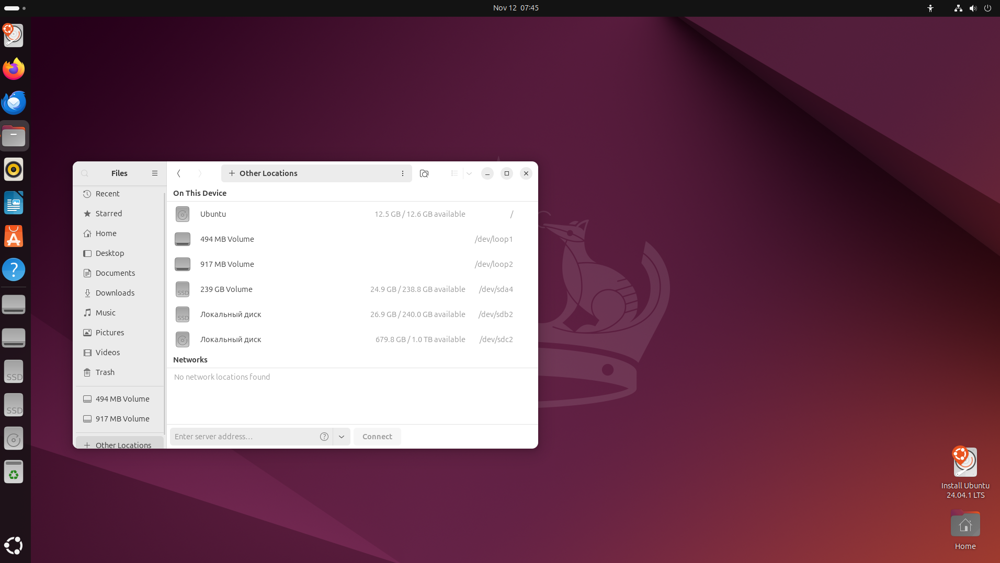 Nov 12 07:45
Files
Other Locations
Recent
Starred
Home
Desktop
Documents
Downloads
Music
Pictures
Videos
Trash
494 MB Volume
917 MB Volume
Other Locations
On This Device
Ubuntu 12.5 GB / 12.6 GB available /
494 MB Volume /dev/loop1
917 MB Volume /dev/loop2
SSD 239 GB Volume 24.9 GB / 238.8 GB available /dev/sda4
SSD Локальный диск 26.9 GB / 240.0 GB available /dev/sdb2
Локальный диск 679.8 GB / 1.0 TB available /dev/sdc2
Networks
No network locations found
Enter server address… ? Connect
?
SSD
SSD
Install Ubuntu
24.04.1 LTS
Home